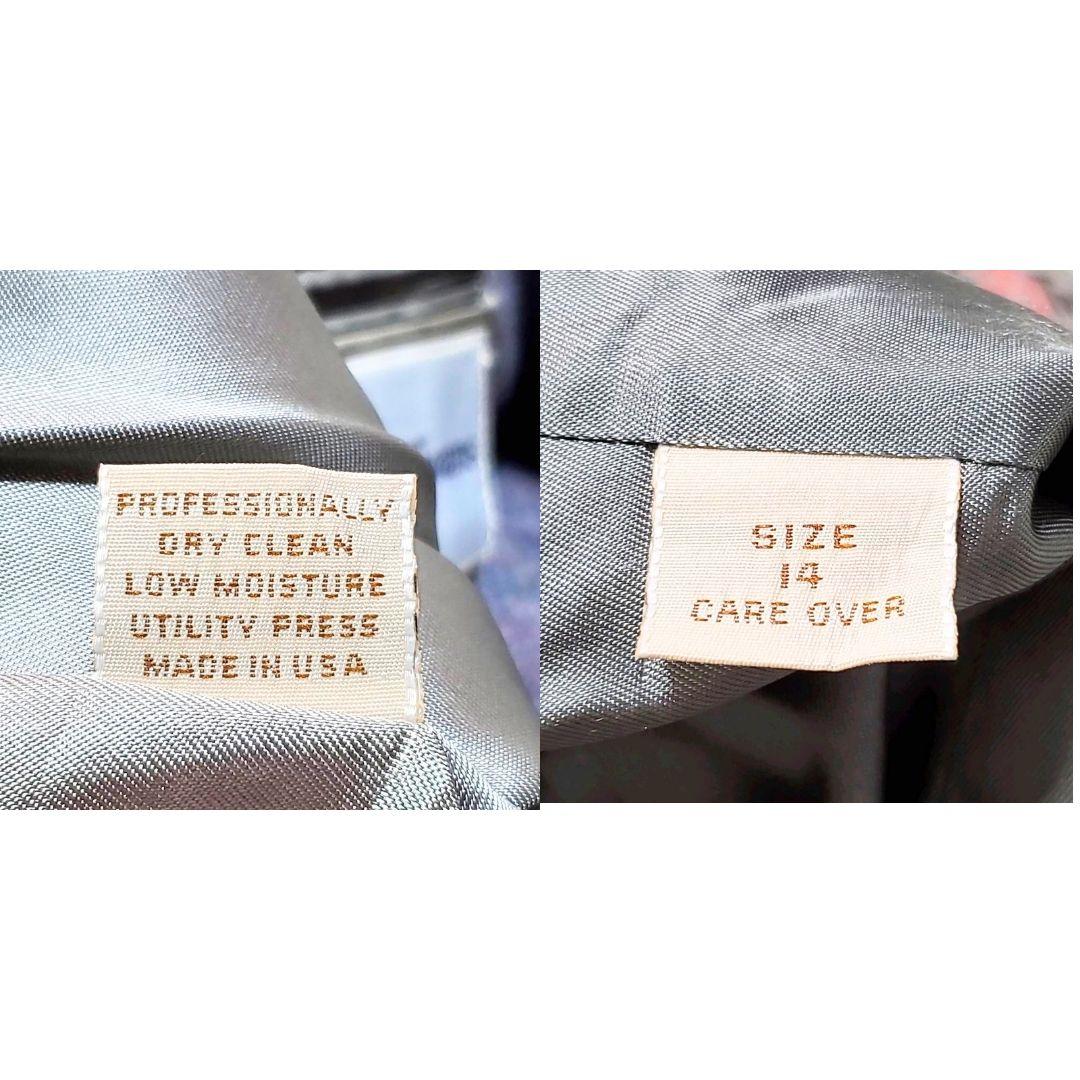 PROFESSIONALLY
DRY CLEAN
LOW MOISTURE
UTILITY PRESS
MADE IN USA
SIZE
14
CARE OVER